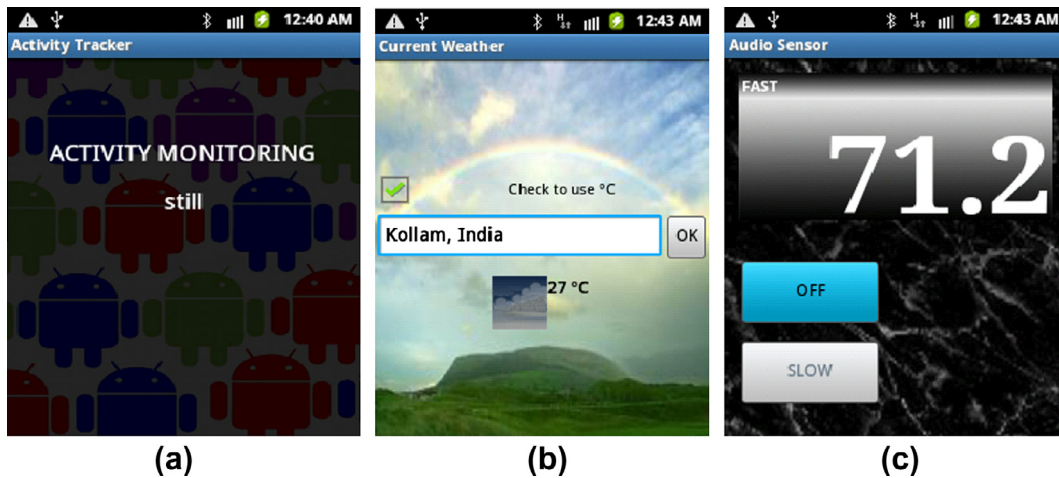 12:40 AM
Activity Tracker
ACTIVITY MONITORING
still
(a)
H 12:43 AM
Current Weather
Check to use °C
Kollam, India
OK
27 °C
(b)
H 12:43 AM
Audio Sensor
FAST
71.2
OFF
SLOW
(c)